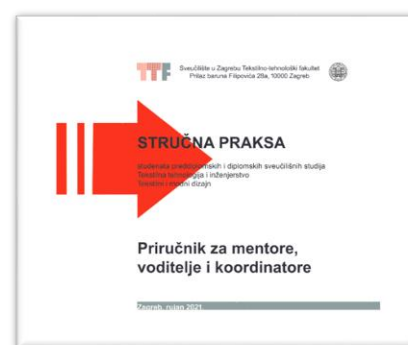 TTF
Sveučilište u Zagrebu Tekstilno-tehnološki fakultet
Prilaz baruna Filipovića 28a, 10000 Zagreb
STRUČNA PRAKSA
studenata preddiplomskih i diplomskih sveučilišnih studija
Tekstilna tehnologija i inženjerstvo
Tekstilni i modni dizajn
Priručnik za mentore,
voditelje i koordinatore
Zagreb, rujan 2021.